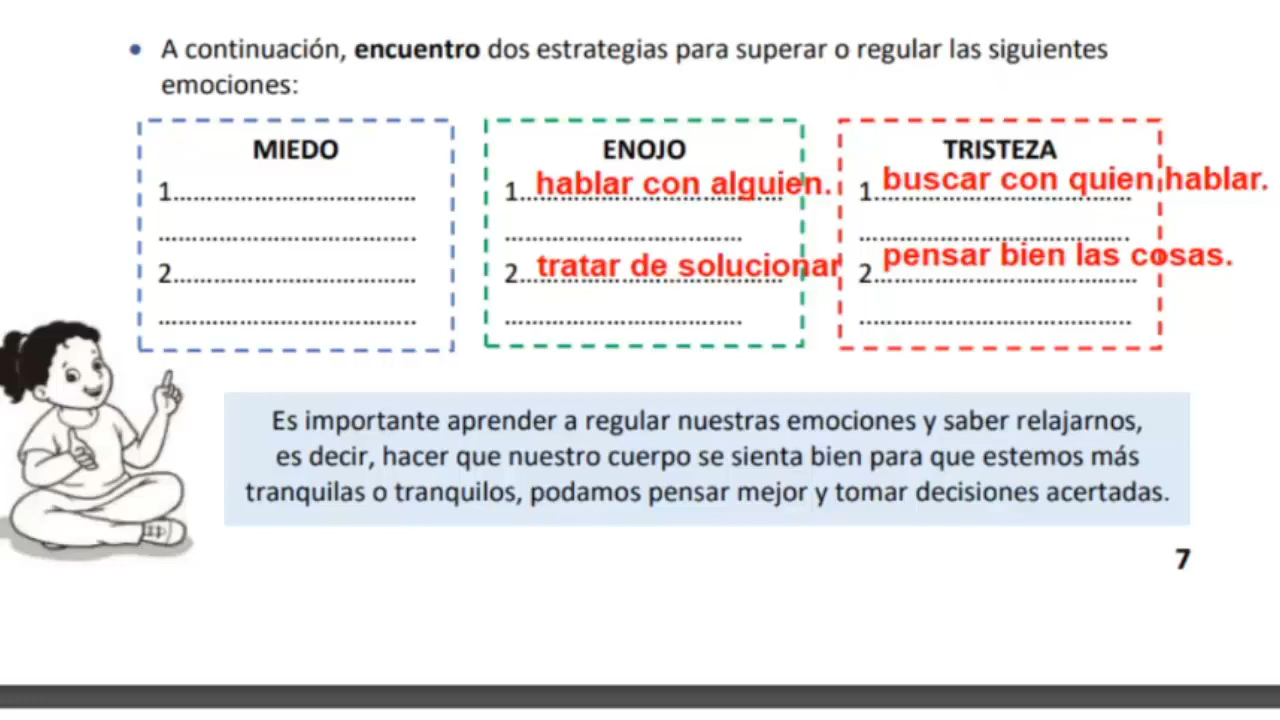 • A continuación, encuentro dos estrategias para superar o regular las siguientes
emociones:
MIEDO
1..................................
....................................
2..................................
....................................
ENOJO
1. hablar con alguien.
....................................
2. tratar de solucionar
....................................
TRISTEZA
1. buscar con quien hablar.
....................................
2. pensar bien las cosas.
....................................
Es importante aprender a regular nuestras emociones y saber relajarnos,
es decir, hacer que nuestro cuerpo se sienta bien para que estemos más
tranquilas o tranquilos, podamos pensar mejor y tomar decisiones acertadas.
7